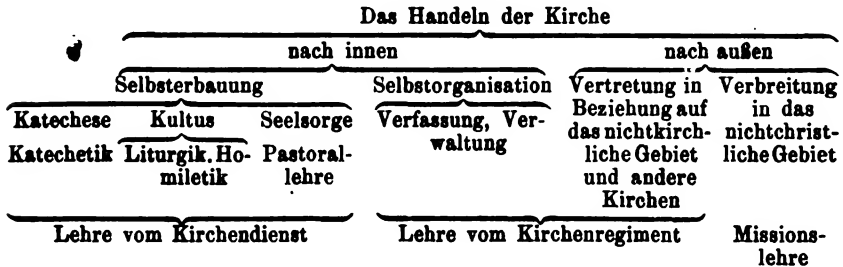 Das Handeln der Kirche
nach innen nach außen
Selbsterbauung Selbstorganisation Vertretung in Verbreitung
Beziehung auf in das
Katechese Kultus Seelsorge Verfassung, Ver- das nichtkirch- nichtchrist-
waltung
Katechetik Liturgik. Ho- Pastoral- liche Gebiet liche Gebiet
miletik lehre und andere
Kirchen
Lehre vom Kirchendienst Lehre vom Kirchenregiment Missions-
lehre